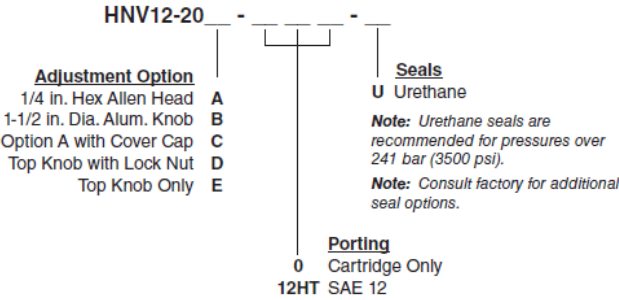 HNV12-20__ - __ __ __ - __
Adjustment Option
1/4 in. Hex Allen Head A
1-1/2 in. Dia. Alum. Knob B
Option A with Cover Cap C
Top Knob with Lock Nut D
Top Knob Only E
Seals
U Urethane
Note: Urethane seals are
recommended for pressures over
241 bar (3500 psi).
Note: Consult factory for additional
seal options.
Porting
0 Cartridge Only
12HT SAE 12